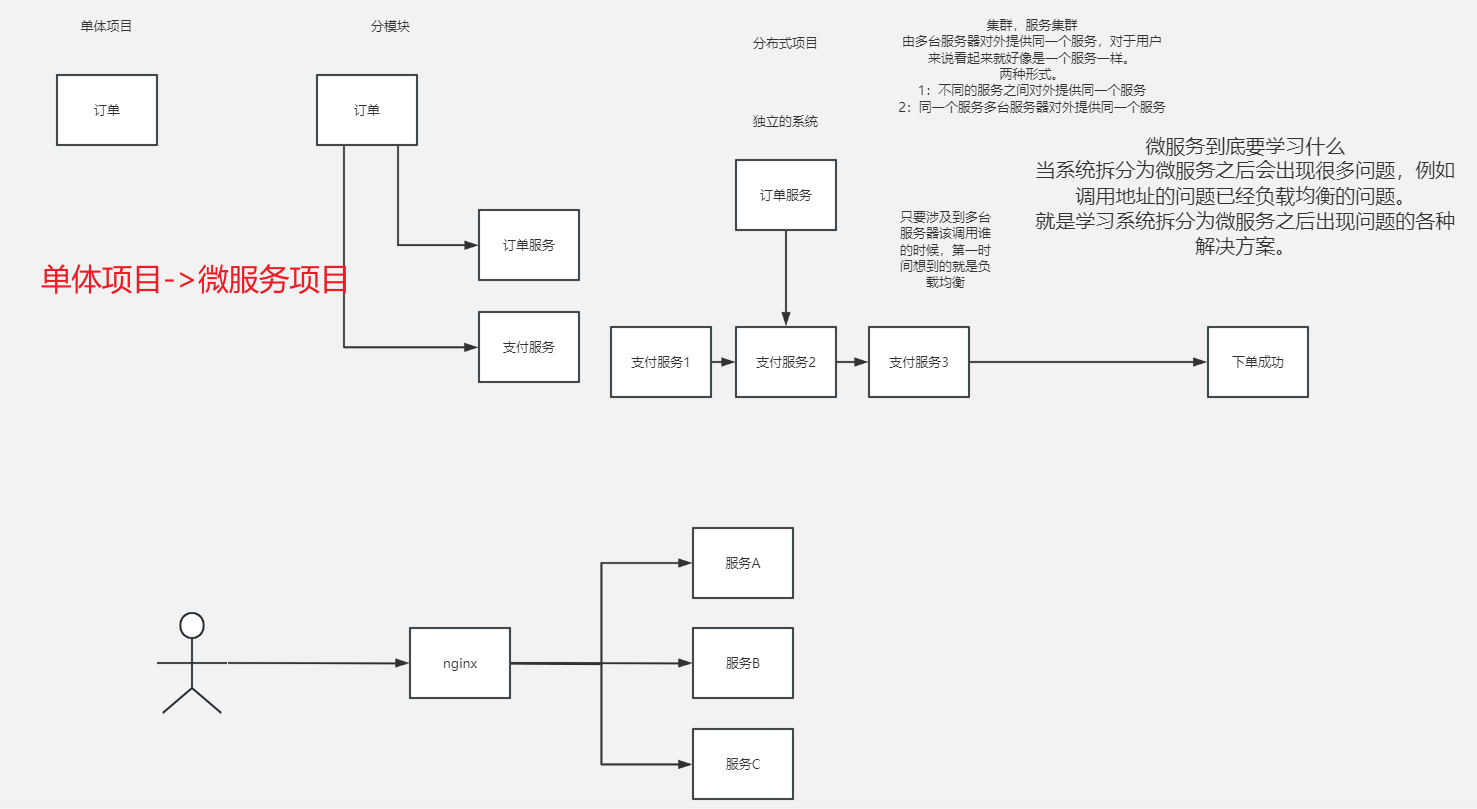 单体项目
分模块
分布式项目
集群，服务集群
由多台服务器对外提供同一个服务，对于用户
来说看起来就好像是一个服务一样。
两种形式。
1：不同的服务之间对外提供同一个服务
2：同一个服务多台服务器对外提供同一个服务
订单
订单
独立的系统
微服务到底要学习什么
当系统拆分为微服务之后会出现很多问题，例如
调用地址的问题已经负载均衡的问题。
就是学习系统拆分为微服务之后出现问题的各种
解决方案。
订单服务
只要涉及到多台
服务器该调用谁
的时候，第一时
间想到的就是负
载均衡
订单服务
单体项目->微服务项目
支付服务
支付服务1
支付服务2
支付服务3
下单成功
服务A
nginx
服务B
服务C